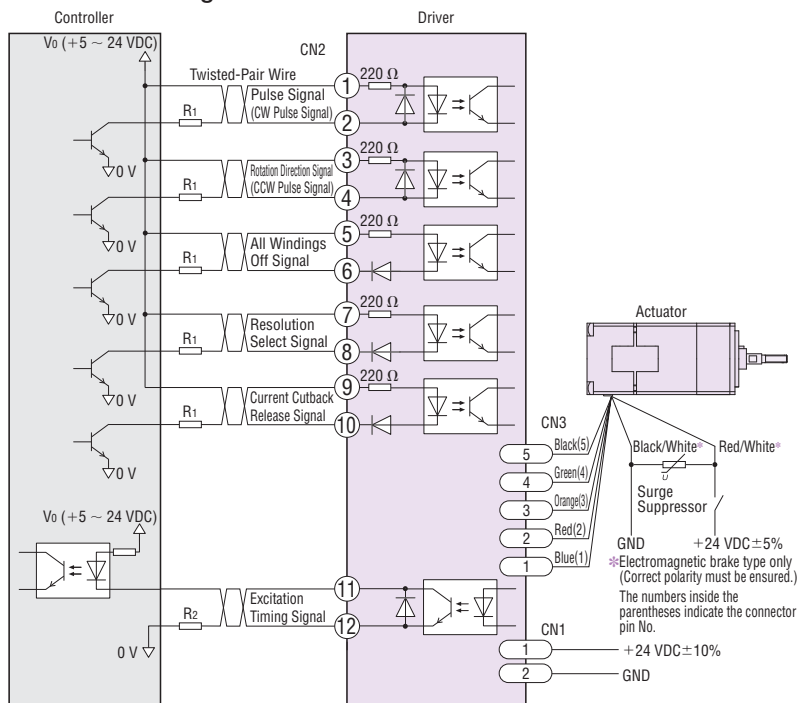 Controller
Driver
V0 (+5 ~ 24 VDC)
CN2
Twisted-Pair Wire
Pulse Signal
(CW Pulse Signal)
R1
0 V
1
2
220 Ω
Rotation Direction Signal
(CCW Pulse Signal)
R1
0 V
3
4
220 Ω
All Windings
Off Signal
R1
0 V
5
6
220 Ω
Resolution
Select Signal
R1
0 V
7
8
220 Ω
Current Cutback
Release Signal
R1
0 V
9
10
220 Ω
V0 (+5 ~ 24 VDC)
Excitation
Timing Signal
R2
0 V
11
12
Actuator
CN3
5 Black(5)
4 Green(4)
3 Orange(3)
2 Red(2)
1 Blue(1)
Black/White*
Red/White*
U
Surge
Suppressor
GND
+24 VDC±5%
*Electromagnetic brake type only
(Correct polarity must be ensured.)
The numbers inside the
parentheses indicate the connector
pin No.
CN1
1 +24 VDC±10%
2 GND